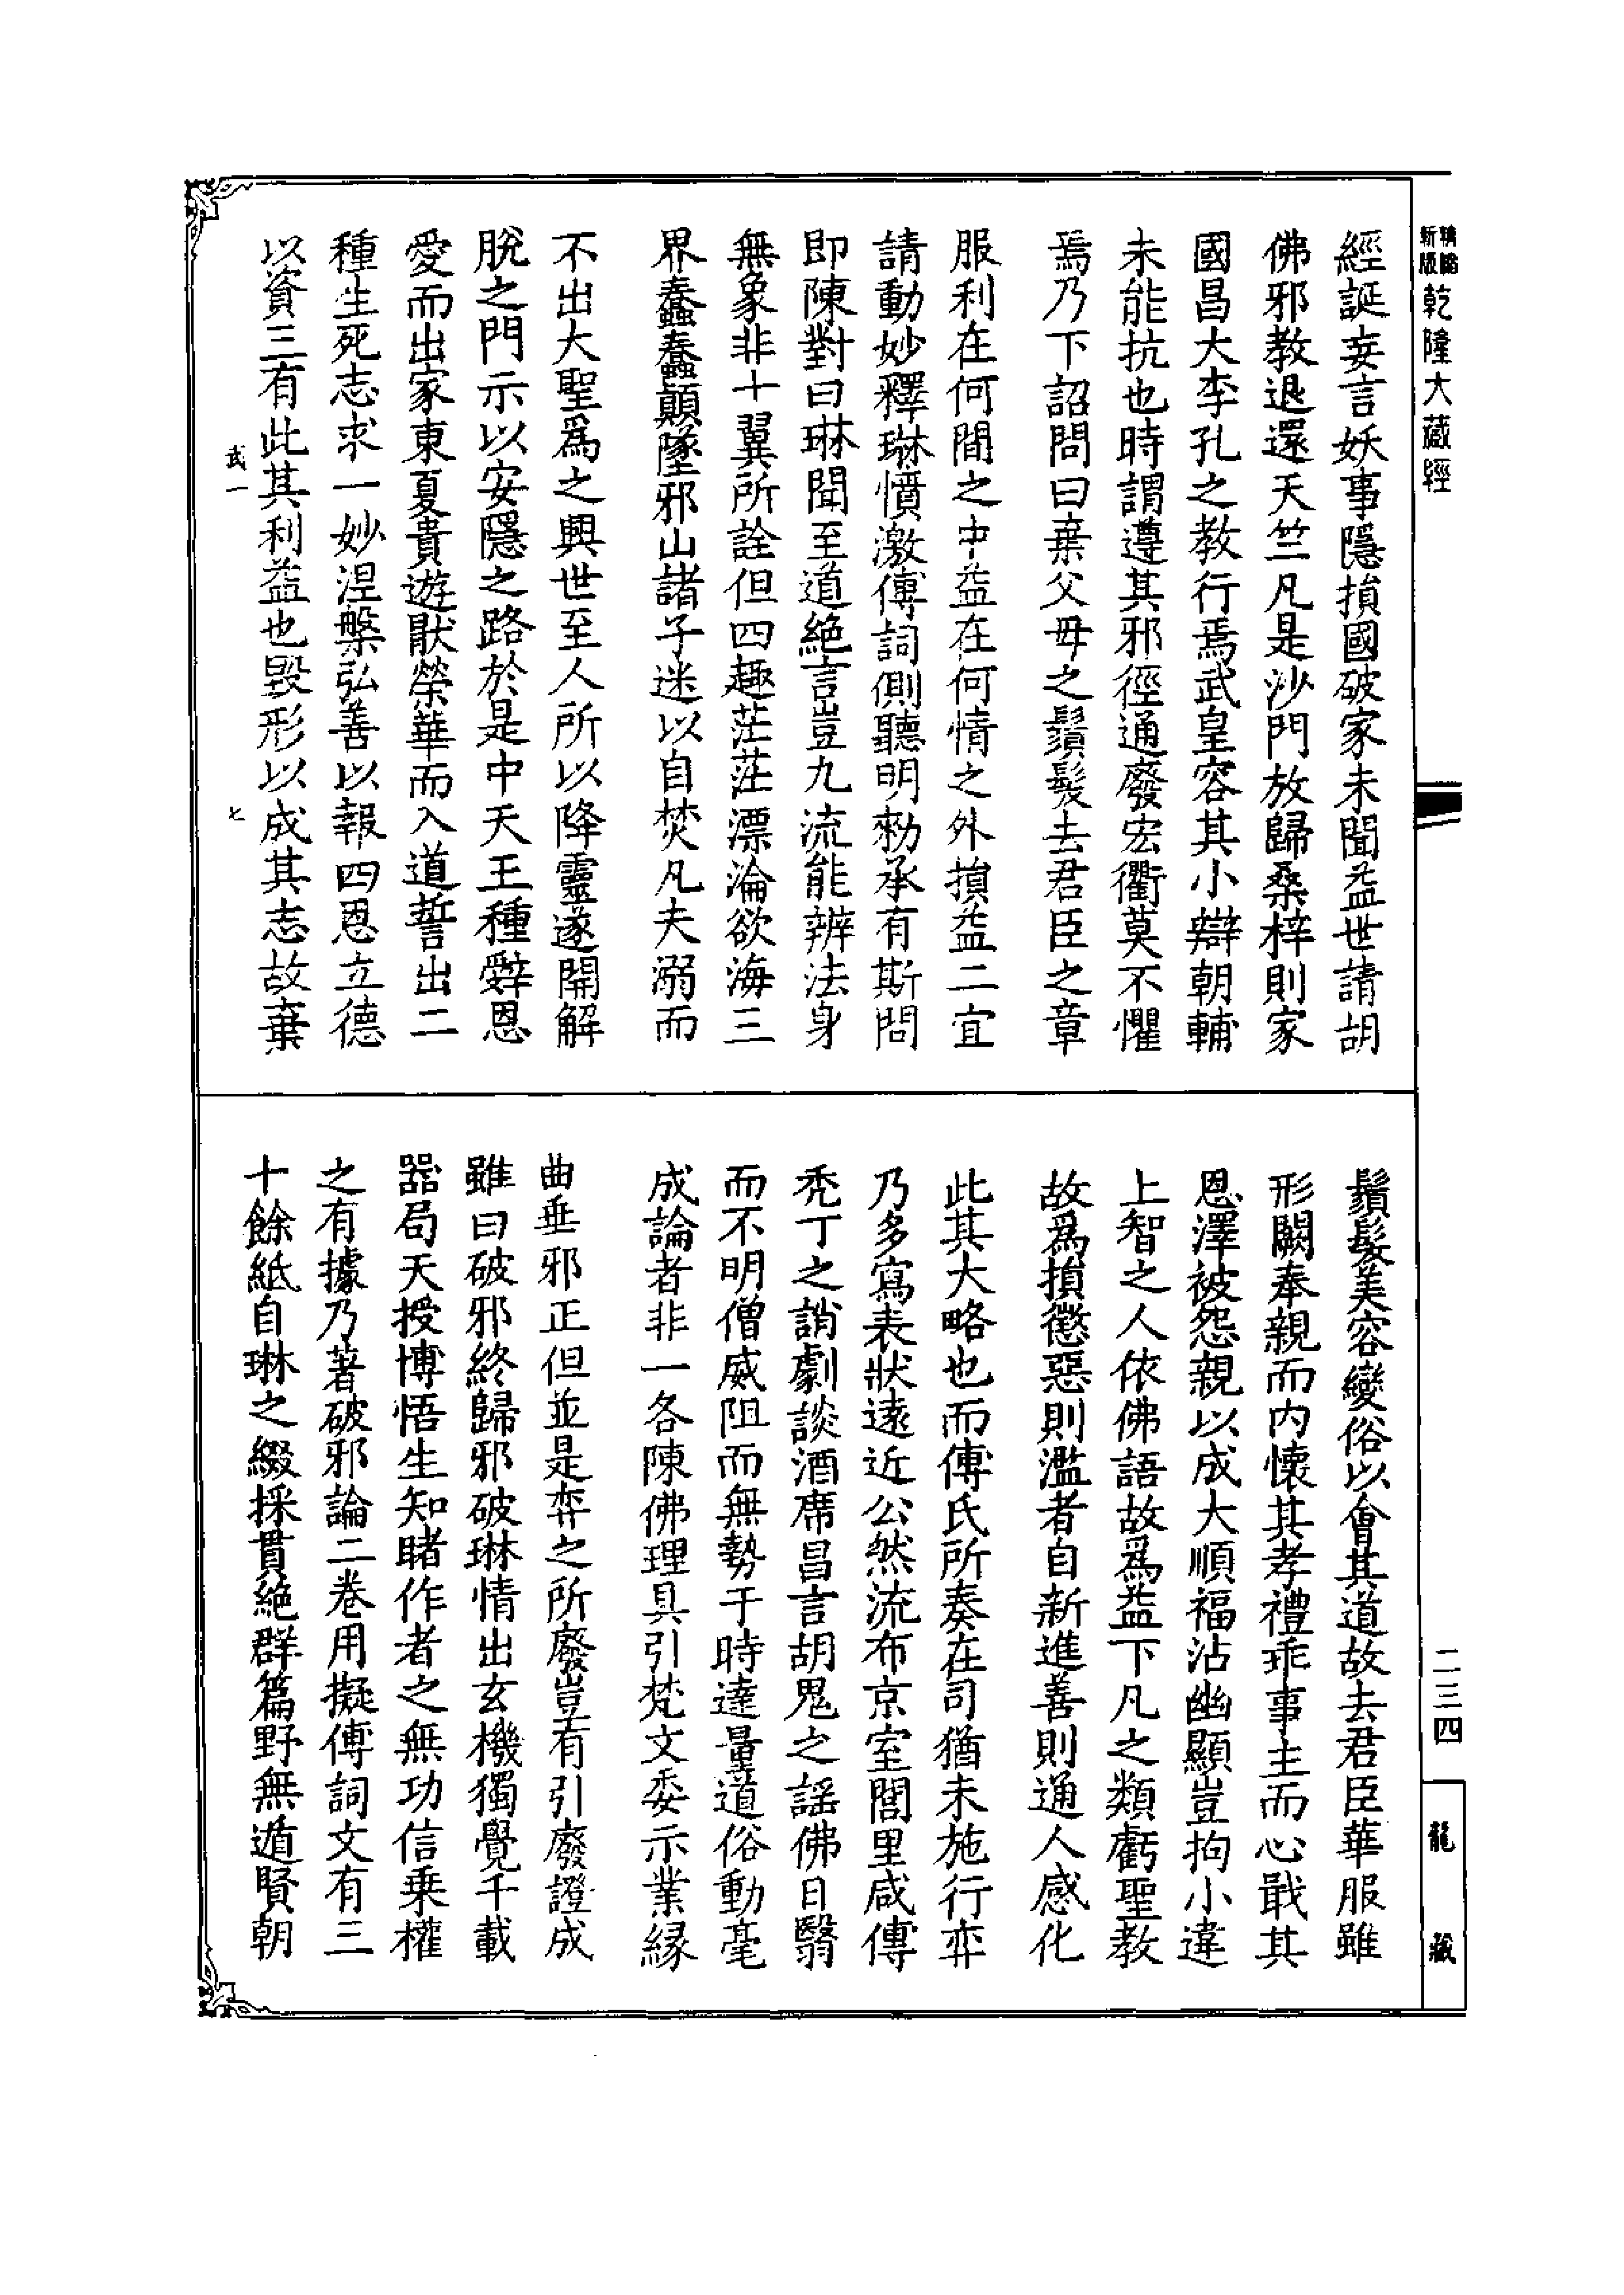 精縮
新版
乾隆大藏經
經誕妄言妖事隱損國破家未聞益世請胡
佛邪教退還天竺凡是沙門放歸桑梓則家
國昌大李孔之教行焉武皇容其小辯朝輔
未能抗也時謂遵其邪徑通廢宏衢莫不懼
焉乃下詔問曰棄父毋之鬚髮去君臣之章
服利在何間之中益在何情之外損益二宜
請動妙釋琳憤激傅詞側聽明勑承有斯問
即陳對曰琳聞至道絕言豈九流能辨法身
無象非十翼所詮但四趣茫茫漂淪欲海三
界蠢蠢顛墜邪山諸子迷以自焚凡夫溺而
不出大聖為之興世至人所以降靈遂開解
脫之門示以安隱之路於是中天王種辭恩
愛而出家東夏貴遊猒榮華而入道誓出二
種生死志求一妙涅槃弘善以報四恩立德
以資三有此其利益也毀形以成其志故棄
武一
七
鬚髮美容變俗以會其道故去君臣華服雖
形闕奉親而內懷其孝禮乖事主而心戢其
恩澤被怨親以成大順福沾幽顯豈拘小違
上智之人依佛語故為益下凡之類虧聖教
故為損懲惡則濫者自新進善則通人感化
此其大略也而傅氏所奏在司猶未施行弈
乃多寫表狀遠近公然流布京室閭里咸傳
禿丁之誚劇談酒席昌言胡鬼之謠佛日翳
而不明僧威阻而無勢于時達量道俗動毫
成論者非一各陳佛理具引梵文委示業緣
曲垂邪正但並是弈之所廢豈有引廢證成
雖曰破邪終歸邪破琳情出玄機獨覺千載
器局天授博悟生知睹作者之無功信乗權
之有據乃著破邪論二卷用擬傅詞文有三
十餘紙自琳之綴採貫絕群篇野無遁賢朝
二三四
龍藏